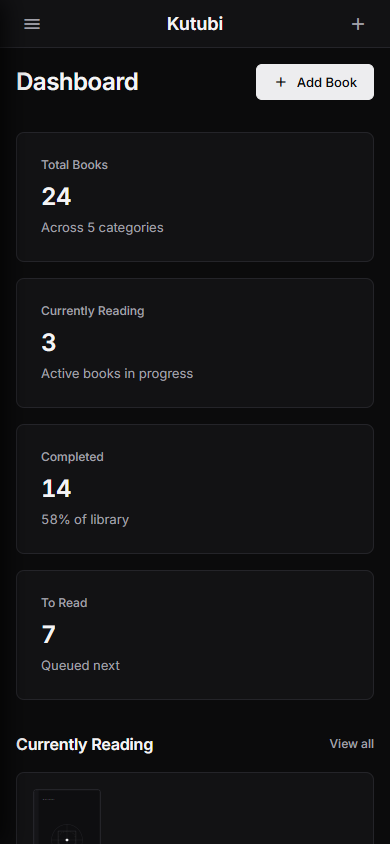 Kutubi
Dashboard
Add Book
Total Books
24
Across 5 categories
Currently Reading
3
Active books in progress
Completed
14
58% of library
To Read
7
Queued next
Currently Reading
View all